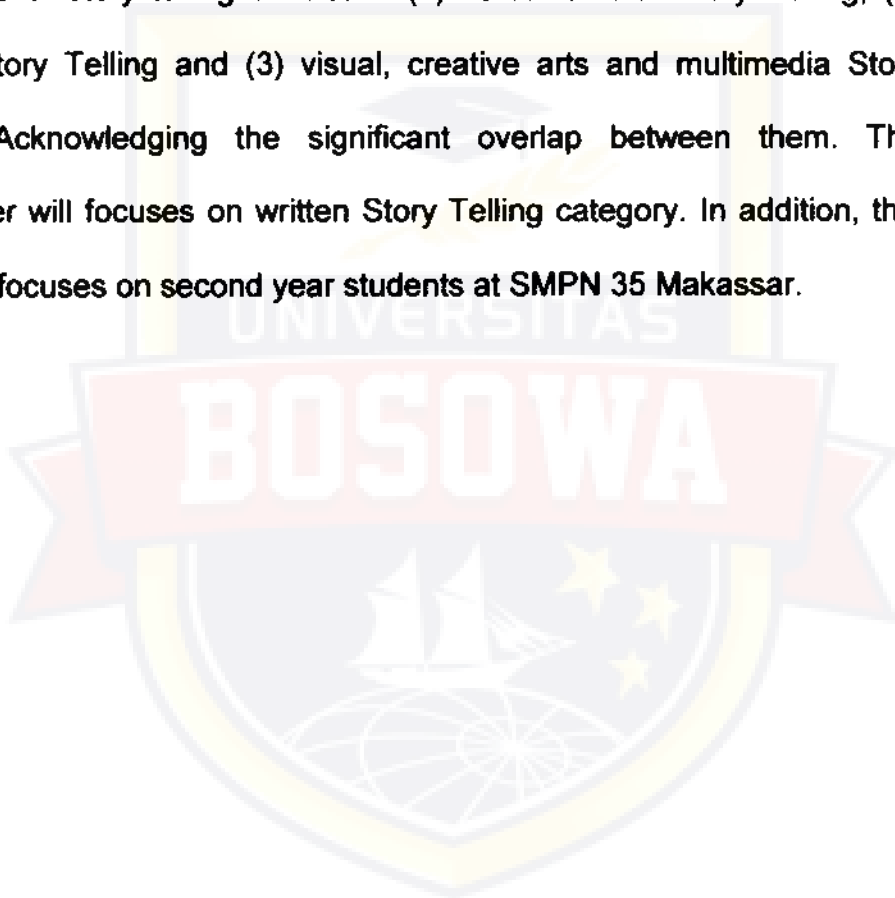 tory Telling and (3) visual, creative arts and multimedia Sto
Acknowledging the significant overlap between them. Th
er will focuses on written Story Telling category. In addition, th
focuses on second year students at SMPN 35 Makassar.
UNIVERSITAS
BOSOWA